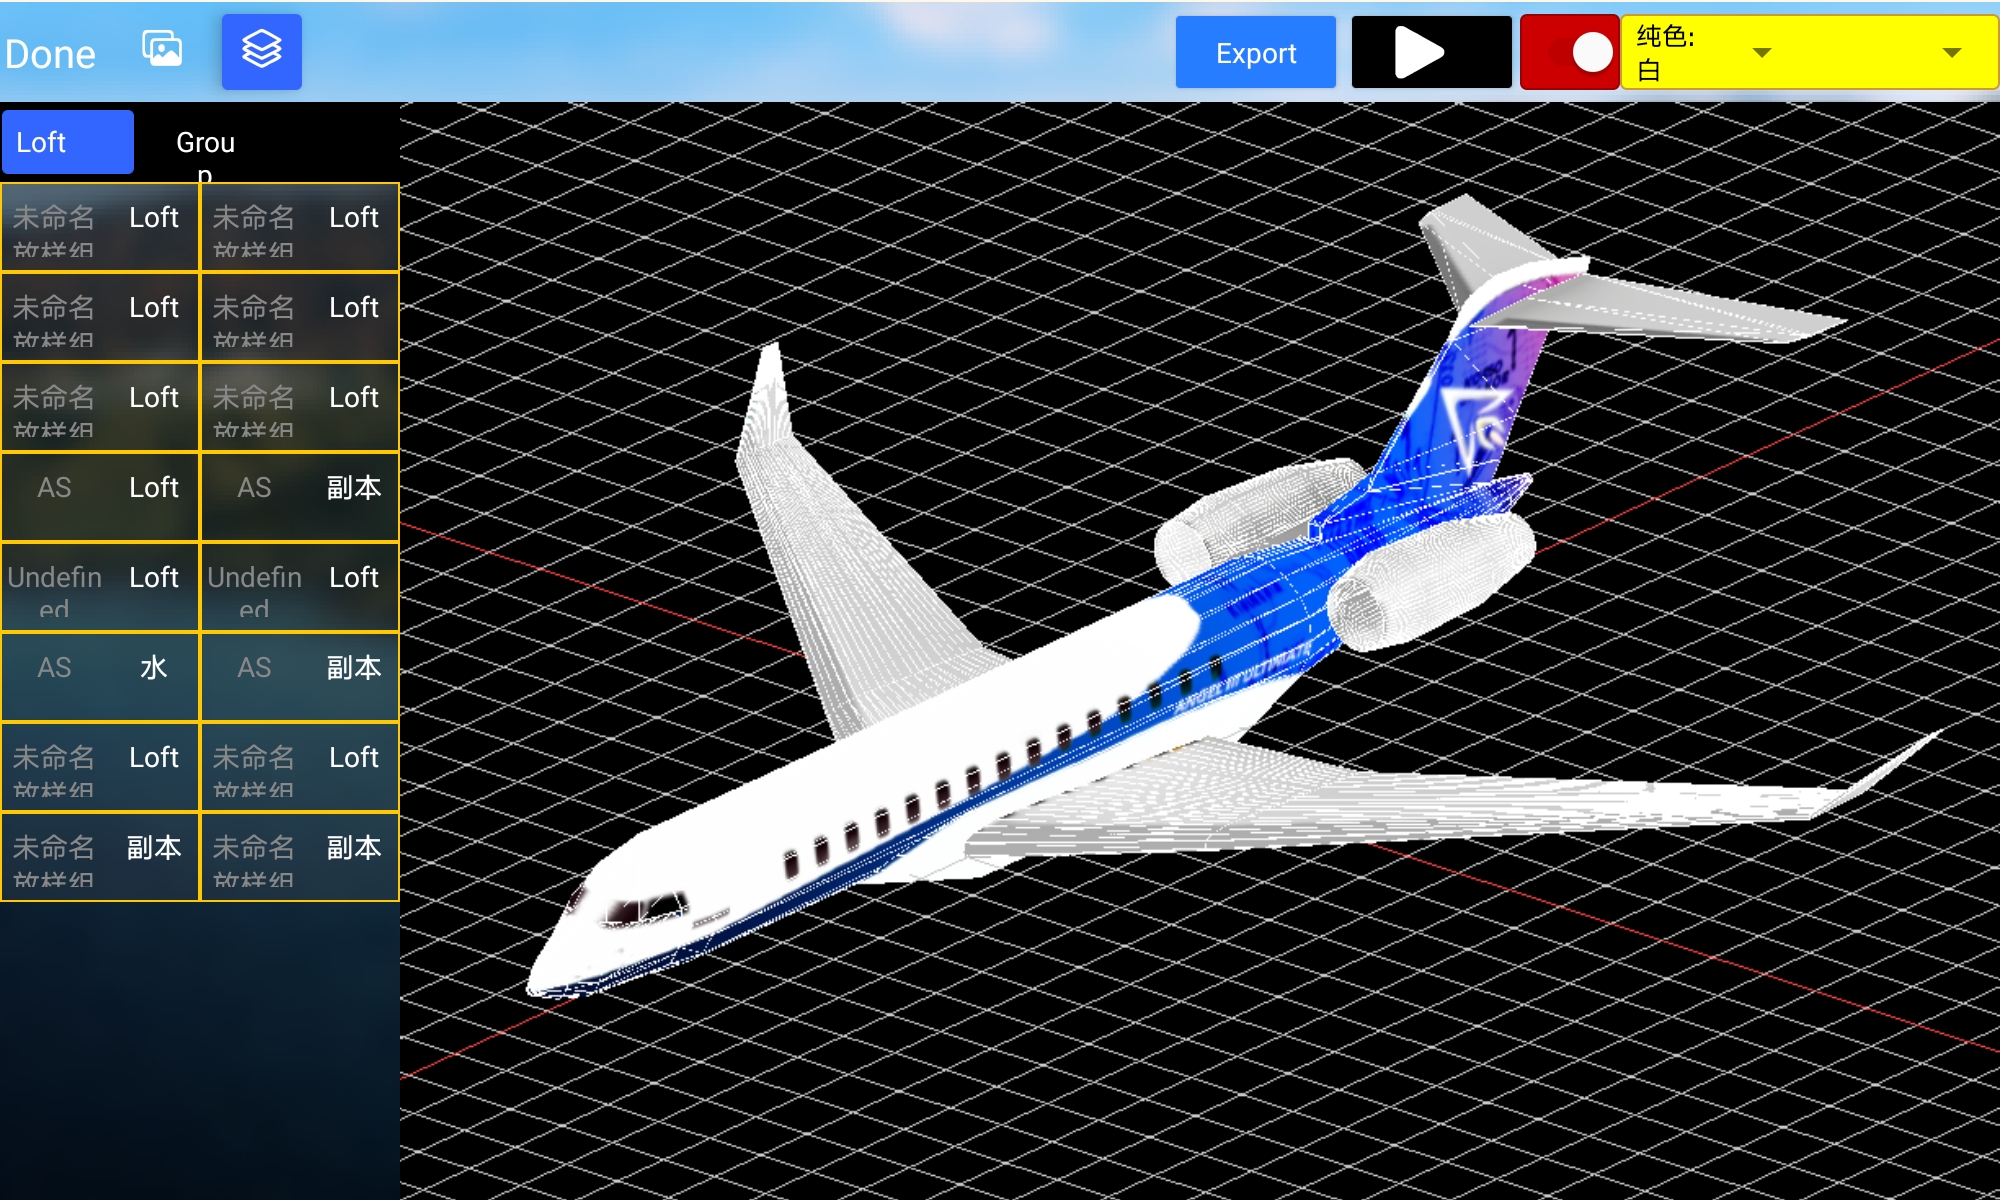 Done
Export
纯色:
白
Loft
Grou
p
未命名 Loft 未命名 Loft
放样组 放样组
未命名 Loft 未命名 Loft
放样组 放样组
未命名 Loft 未命名 Loft
放样组 放样组
AS Loft AS 副本
Undefin Loft Undefin Loft
ed ed
AS 水 AS 副本
未命名 Loft 未命名 Loft
放样组 放样组
未命名 副本 未命名 副本
放样组 放样组